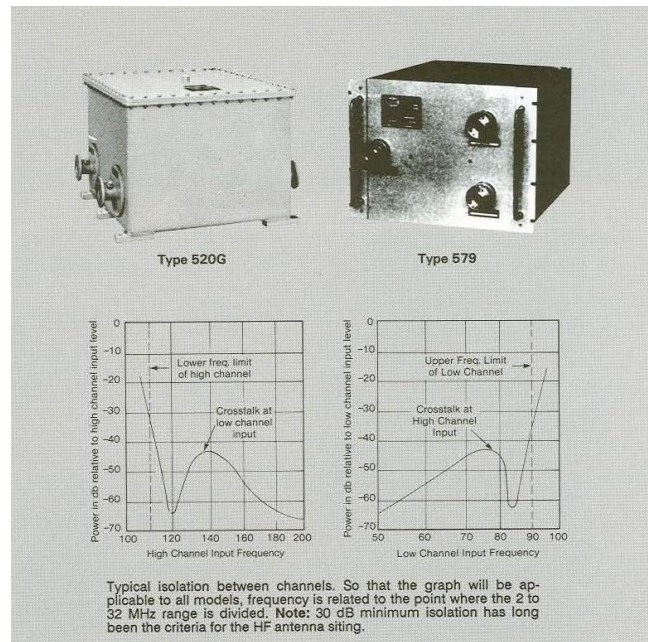 Type 520G
Type 579
Power in db relative to high channel input level
0
-10
-20
-30
-40
-50
-60
-70
Lower freq. limit
of high channel
Crosstalk at
low channel
input
100 120 140 160 180 200
High Channel Input Frequency
Power in db relative to low channel input level
0
-10
-20
-30
-40
-50
-60
-70
Upper Freq. Limit
of Low Channel
Crosstalk at
High Channel
Input
50 60 70 80 90 100
Low Channel Input Frequency
Typical isolation between channels. So that the graph will be ap-
plicable to all models, frequency is related to the point where the 2 to
32 MHz range is divided. Note: 30 dB minimum isolation has long
been the criteria for the HF antenna siting.